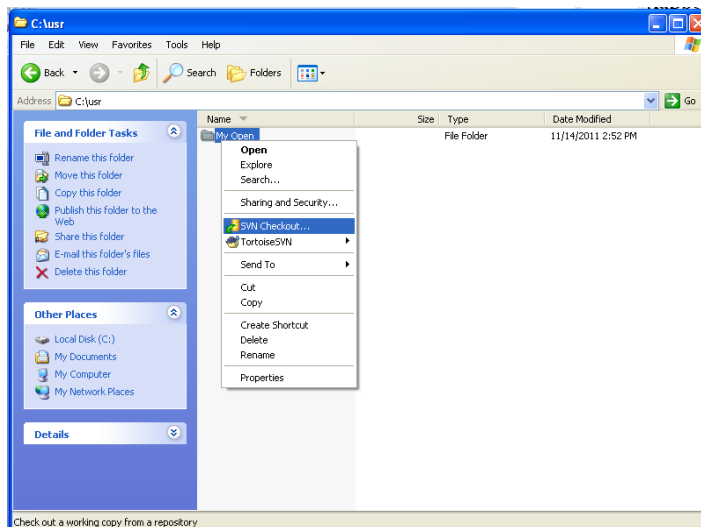 C:\usr
File Edit View Favorites Tools Help
Back Search Folders
Address C:\usr Go
Name Size Type Date Modified
My Open File Folder 11/14/2011 2:52 PM
File and Folder Tasks
Rename this folder
Move this folder
Copy this folder
Publish this folder to the
Web
Share this folder
E-mail this folder's files
Delete this folder
Other Places
Local Disk (C:)
My Documents
My Computer
My Network Places
Details
Open
Explore
Search...
Sharing and Security...
SVN Checkout...
TortoiseSVN
Send To
Cut
Copy
Create Shortcut
Delete
Rename
Properties
Check out a working copy from a repository